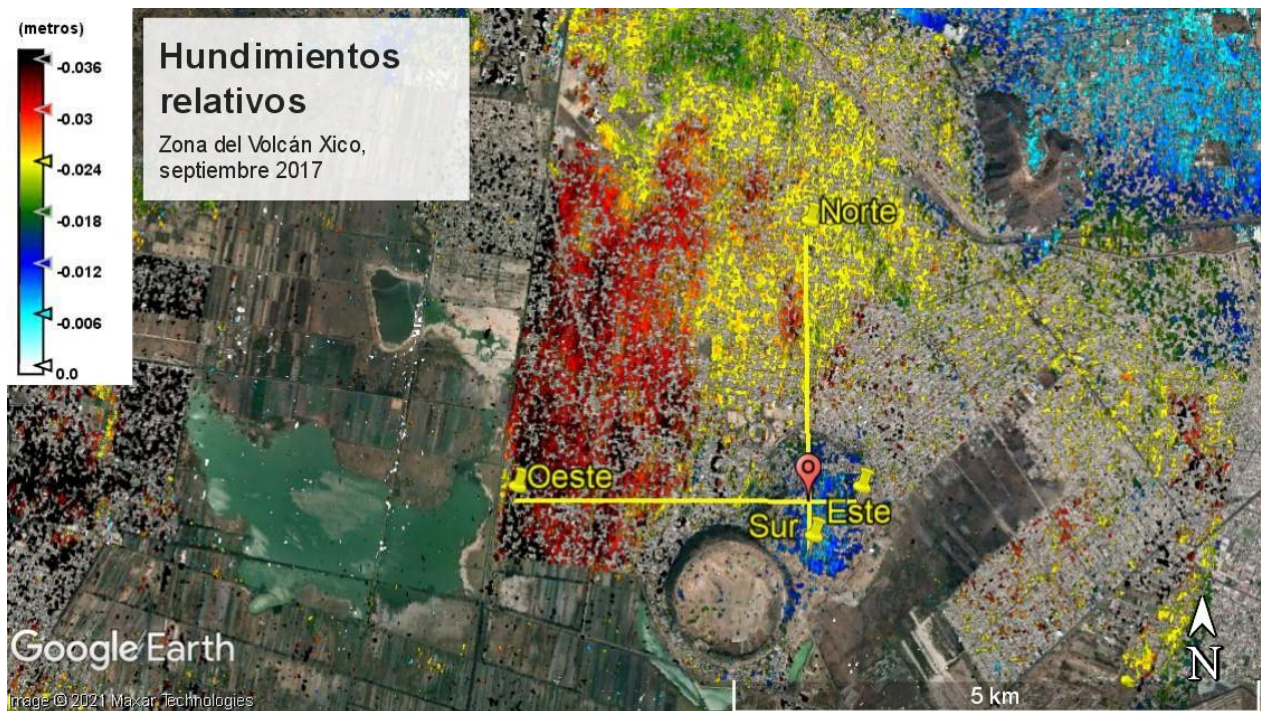 (metros)
-0.036
-0.03
-0.024
-0.018
-0.012
-0.006
0.0
Hundimientos
relativos
Zona del Volcán Xico,
septiembre 2017
Norte
Oeste
Este
Sur
O
Google Earth
Image © 2021 Maxar Technologies
N
5 km